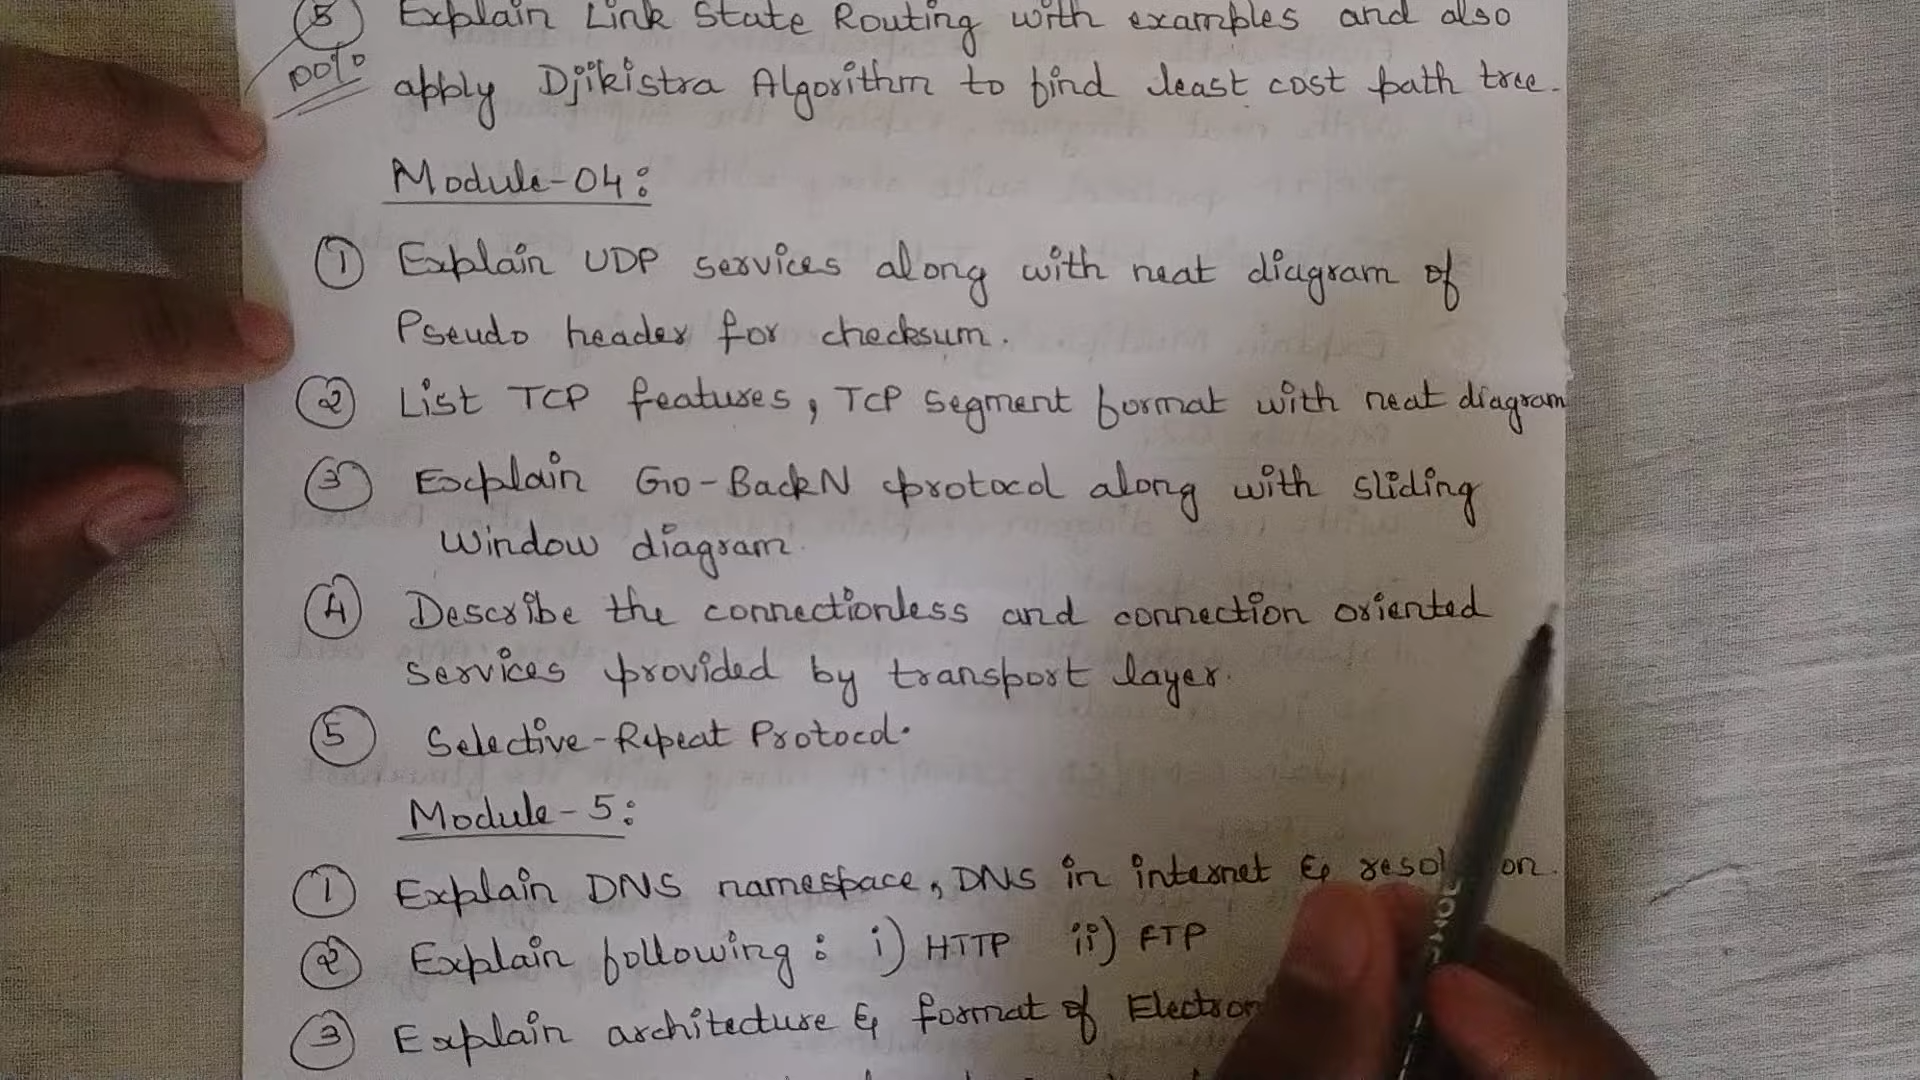 5 Explain Link State Routing with examples and also
100% apply Djikistra Algorithm to find least cost path tree.
Module-04:
1 Explain UDP services along with neat diagram of
Pseudo header for checksum.
2 List TCP features, TCP segment format with neat diagram
3 Explain Go-BackN protocol along with sliding
Window diagram.
4 Describe the connectionless and connection oriented
services provided by transport layer.
5 Selective-Repeat Protocol.
Module-5:
1 Explain DNS namespace, DNS in internet &
2 Explain following: i) HTTP ii) FTP
3 Explain architecture & format of